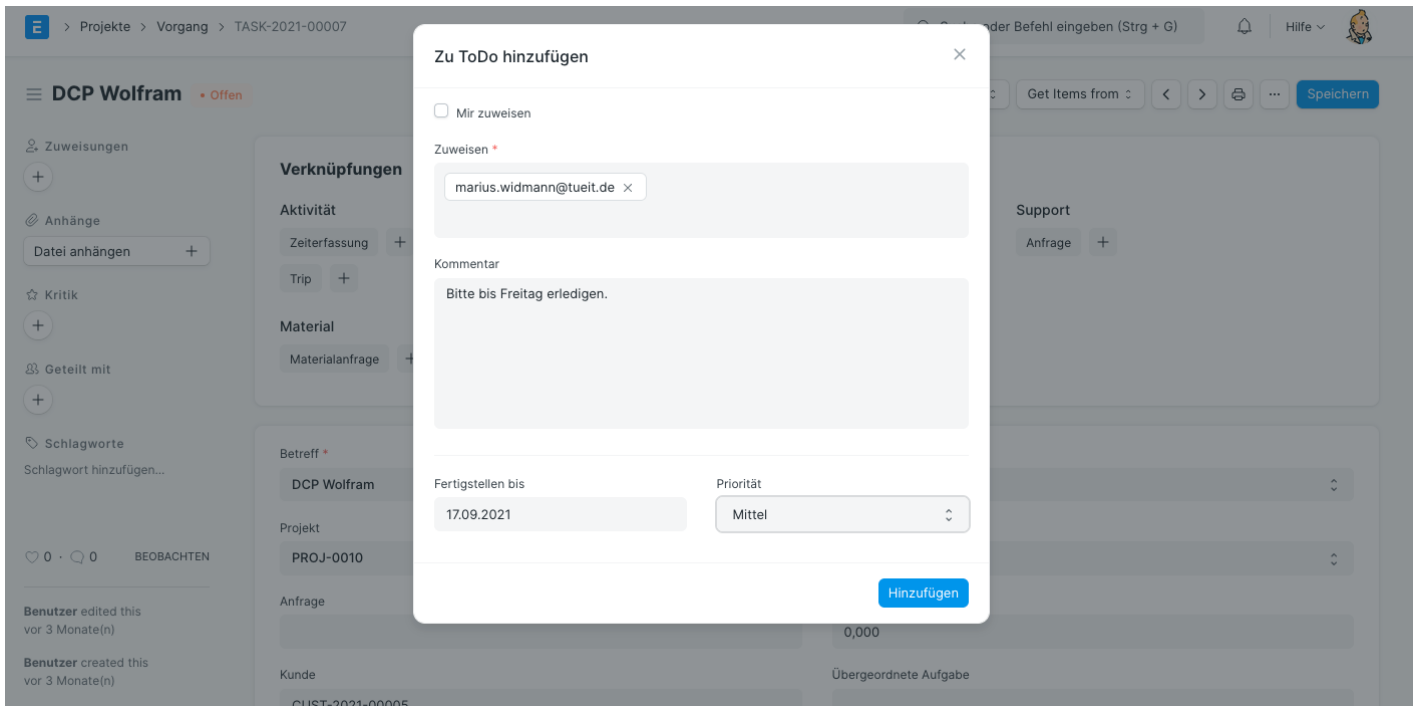 E > Projekte > Vorgang > TASK-2021-00007
oder Befehl eingeben (Strg + G)
Hilfe
DCP Wolfram • Offen
Get Items from
Speichern
Zuweisungen
Anhänge
Datei anhängen +
Kritik
Geteilt mit
Schlagworte
Schlagwort hinzufügen...
0 · 0 BEOBACHTEN
Benutzer edited this
vor 3 Monate(n)
Benutzer created this
vor 3 Monate(n)
Verknüpfungen
Aktivität
Zeiterfassung +
Trip +
Material
Materialanfrage +
Support
Anfrage +
Betreff *
DCP Wolfram
Projekt
PROJ-0010
Anfrage
0,000
Kunde
CUST-2021-00005
Übergeordnete Aufgabe
Zu ToDo hinzufügen
Mir zuweisen
Zuweisen *
marius.widmann@tueit.de ×
Kommentar
Bitte bis Freitag erledigen.
Fertigstellen bis
17.09.2021
Priorität
Mittel
Hinzufügen